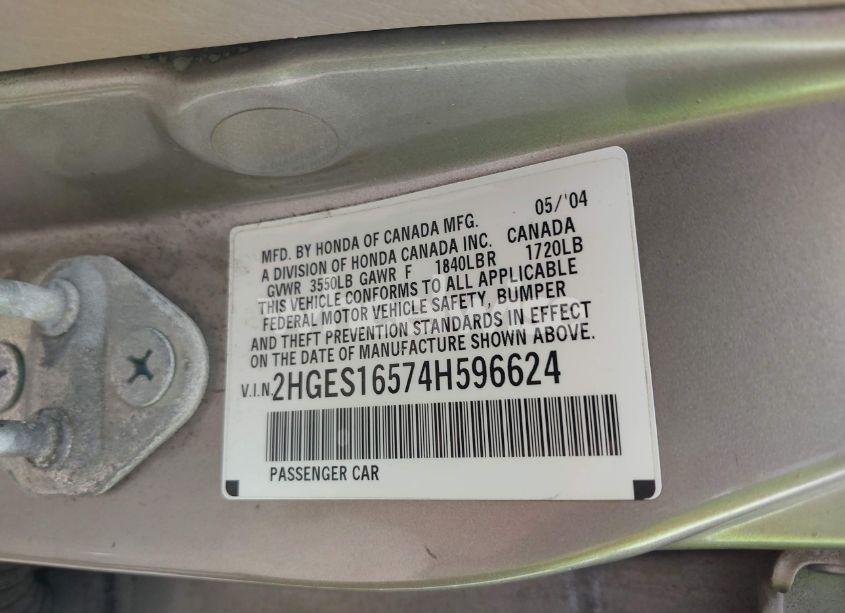 05/'04
MFD. BY HONDA OF CANADA MFG.
A DIVISION OF HONDA CANADA INC. CANADA
GVWR 3550LB GAWR F 1840LBR 1720LB
THIS VEHICLE CONFORMS TO ALL APPLICABLE
FEDERAL MOTOR VEHICLE SAFETY, BUMPER
AND THEFT PREVENTION STANDARDS IN EFFECT
ON THE DATE OF MANUFACTURE SHOWN ABOVE.
V.I.N. 2HGES16574H596624
PASSENGER CAR